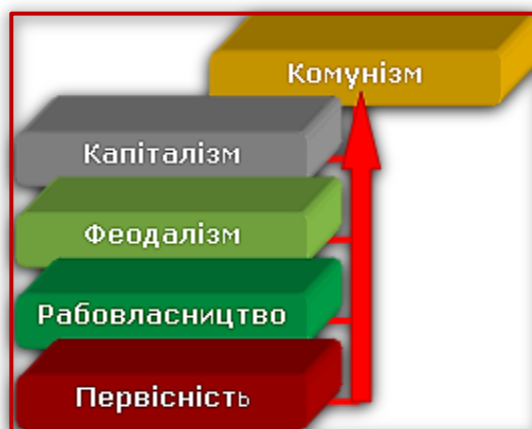 Комунізм
Капіталізм
Феодалізм
Рабовласництво
Первісність